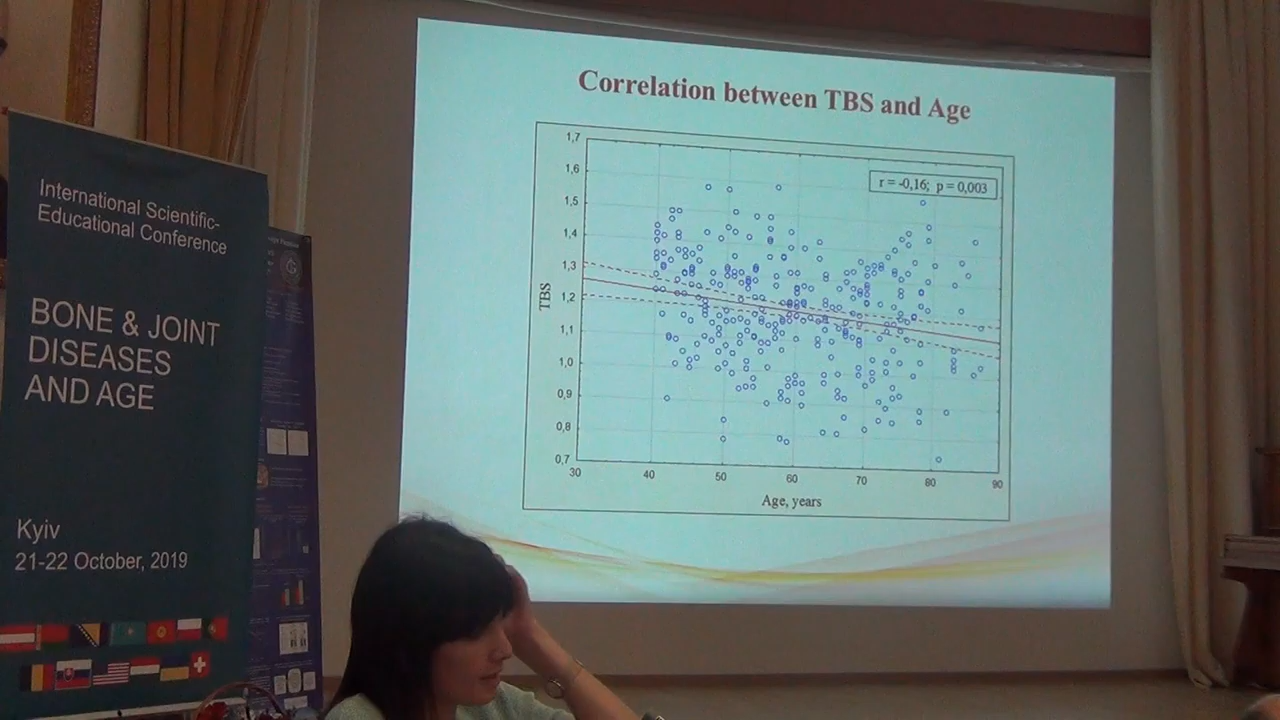 International Scientific-
Educational Conference
BONE & JOINT
DISEASES
AND AGE
Kyiv
21-22 October, 2019
Correlation between TBS and Age
r = -0,16; p = 0,003
TBS
1,7
1,6
1,5
1,4
1,3
1,2
1,1
1,0
0,9
0,8
0,7
30 40 50 60 70 80 90
Age, years